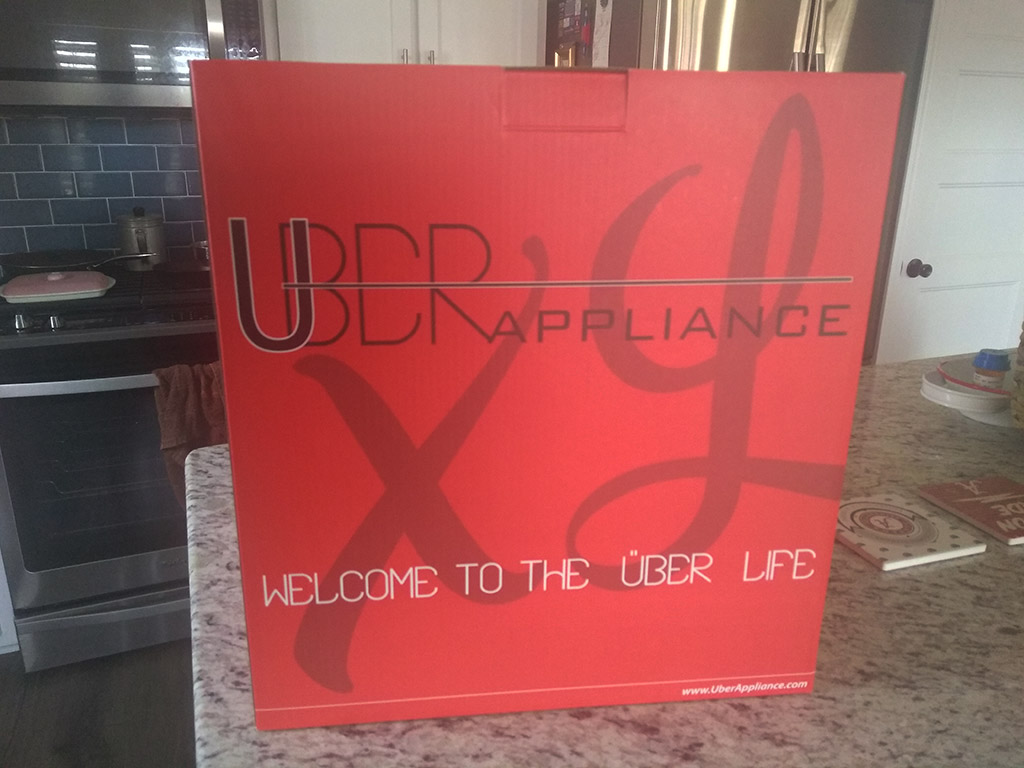 UBER APPLIANCE
XL
WELCOME TO THE ÜBER LIFE
www.UberAppliance.com